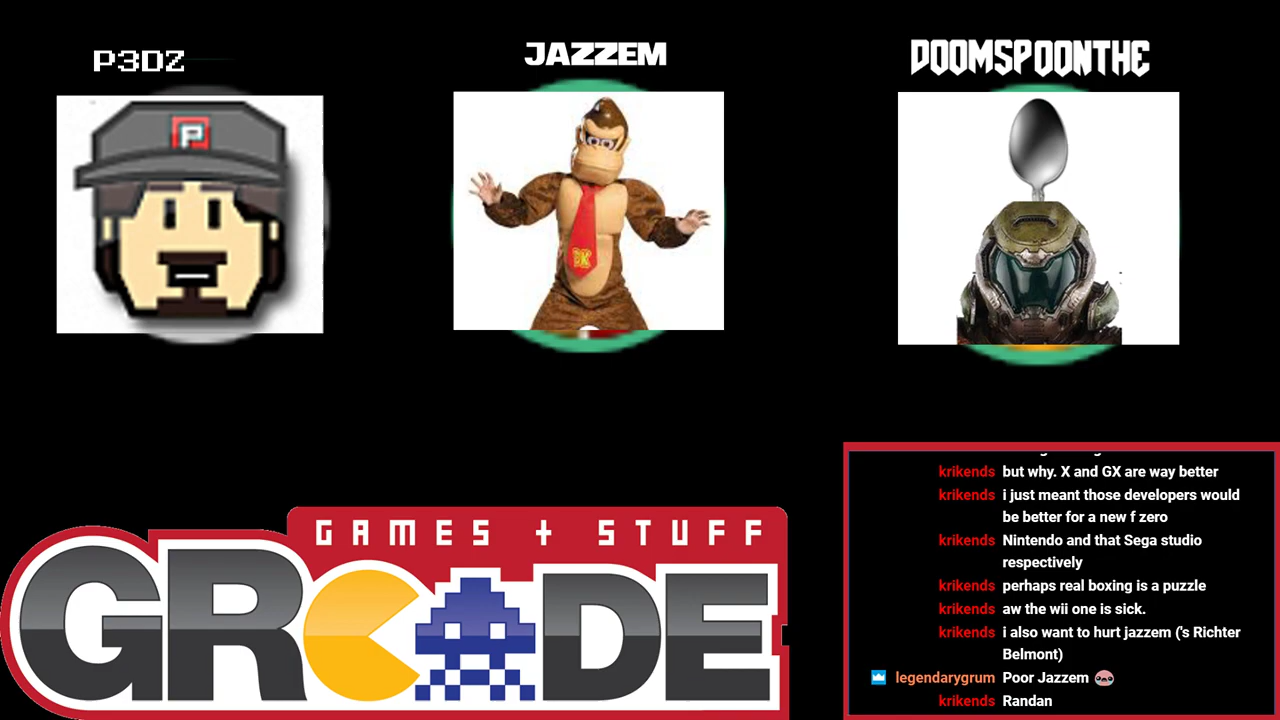 P3DZ
JAZZEM
DOOMSPOONTHE
P
DK
GAMES + STUFF
GRCADE
krikends but why. X and GX are way better
krikends i just meant those developers would
be better for a new f zero
krikends Nintendo and that Sega studio
respectively
krikends perhaps real boxing is a puzzle
krikends aw the wii one is sick.
krikends i also want to hurt jazzem ('s Richter
Belmont)
legendarygrum Poor Jazzem
krikends Randan